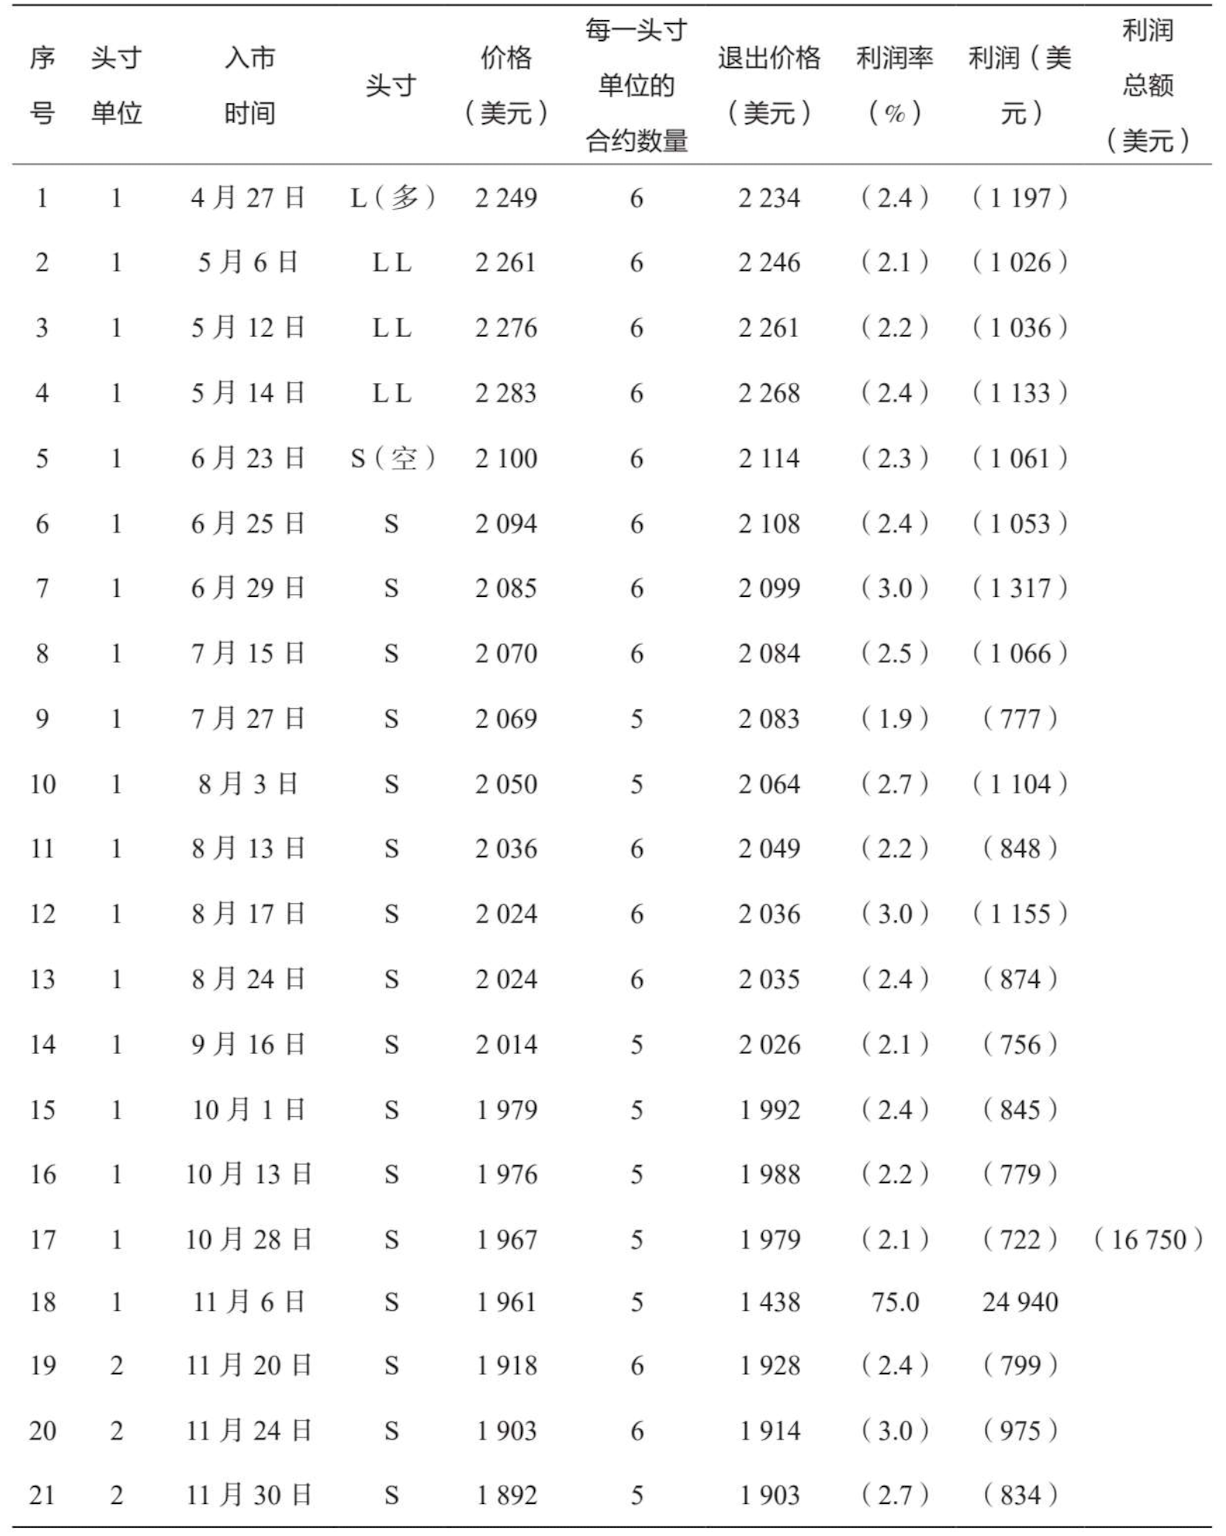 序号 头寸单位 入市时间 头寸 价格（美元） 每一头寸单位的合约数量 退出价格（美元） 利润率（%） 利润（美元） 利润总额（美元）
1 1 4月27日 L（多） 2 249 6 2 234 （2.4） （1 197）
2 1 5月6日 L L 2 261 6 2 246 （2.1） （1 026）
3 1 5月12日 L L 2 276 6 2 261 （2.2） （1 036）
4 1 5月14日 L L 2 283 6 2 268 （2.4） （1 133）
5 1 6月23日 S（空） 2 100 6 2 114 （2.3） （1 061）
6 1 6月25日 S 2 094 6 2 108 （2.4） （1 053）
7 1 6月29日 S 2 085 6 2 099 （3.0） （1 317）
8 1 7月15日 S 2 070 6 2 084 （2.5） （1 066）
9 1 7月27日 S 2 069 5 2 083 （1.9） （777）
10 1 8月3日 S 2 050 5 2 064 （2.7） （1 104）
11 1 8月13日 S 2 036 6 2 049 （2.2） （848）
12 1 8月17日 S 2 024 6 2 036 （3.0） （1 155）
13 1 8月24日 S 2 024 6 2 035 （2.4） （874）
14 1 9月16日 S 2 014 5 2 026 （2.1） （756）
15 1 10月1日 S 1 979 5 1 992 （2.4） （845）
16 1 10月13日 S 1 976 5 1 988 （2.2） （779）
17 1 10月28日 S 1 967 5 1 979 （2.1） （722） （16 750）
18 1 11月6日 S 1 961 5 1 438 75.0 24 940
19 2 11月20日 S 1 918 6 1 928 （2.4） （799）
20 2 11月24日 S 1 903 6 1 914 （3.0） （975）
21 2 11月30日 S 1 892 5 1 903 （2.7） （834）